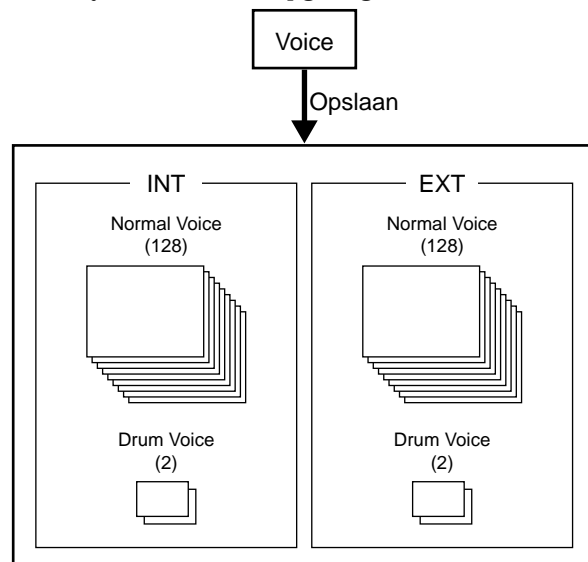 Voice
Opslaan
INT
Normal Voice
(128)
Drum Voice
(2)
EXT
Normal Voice
(128)
Drum Voice
(2)